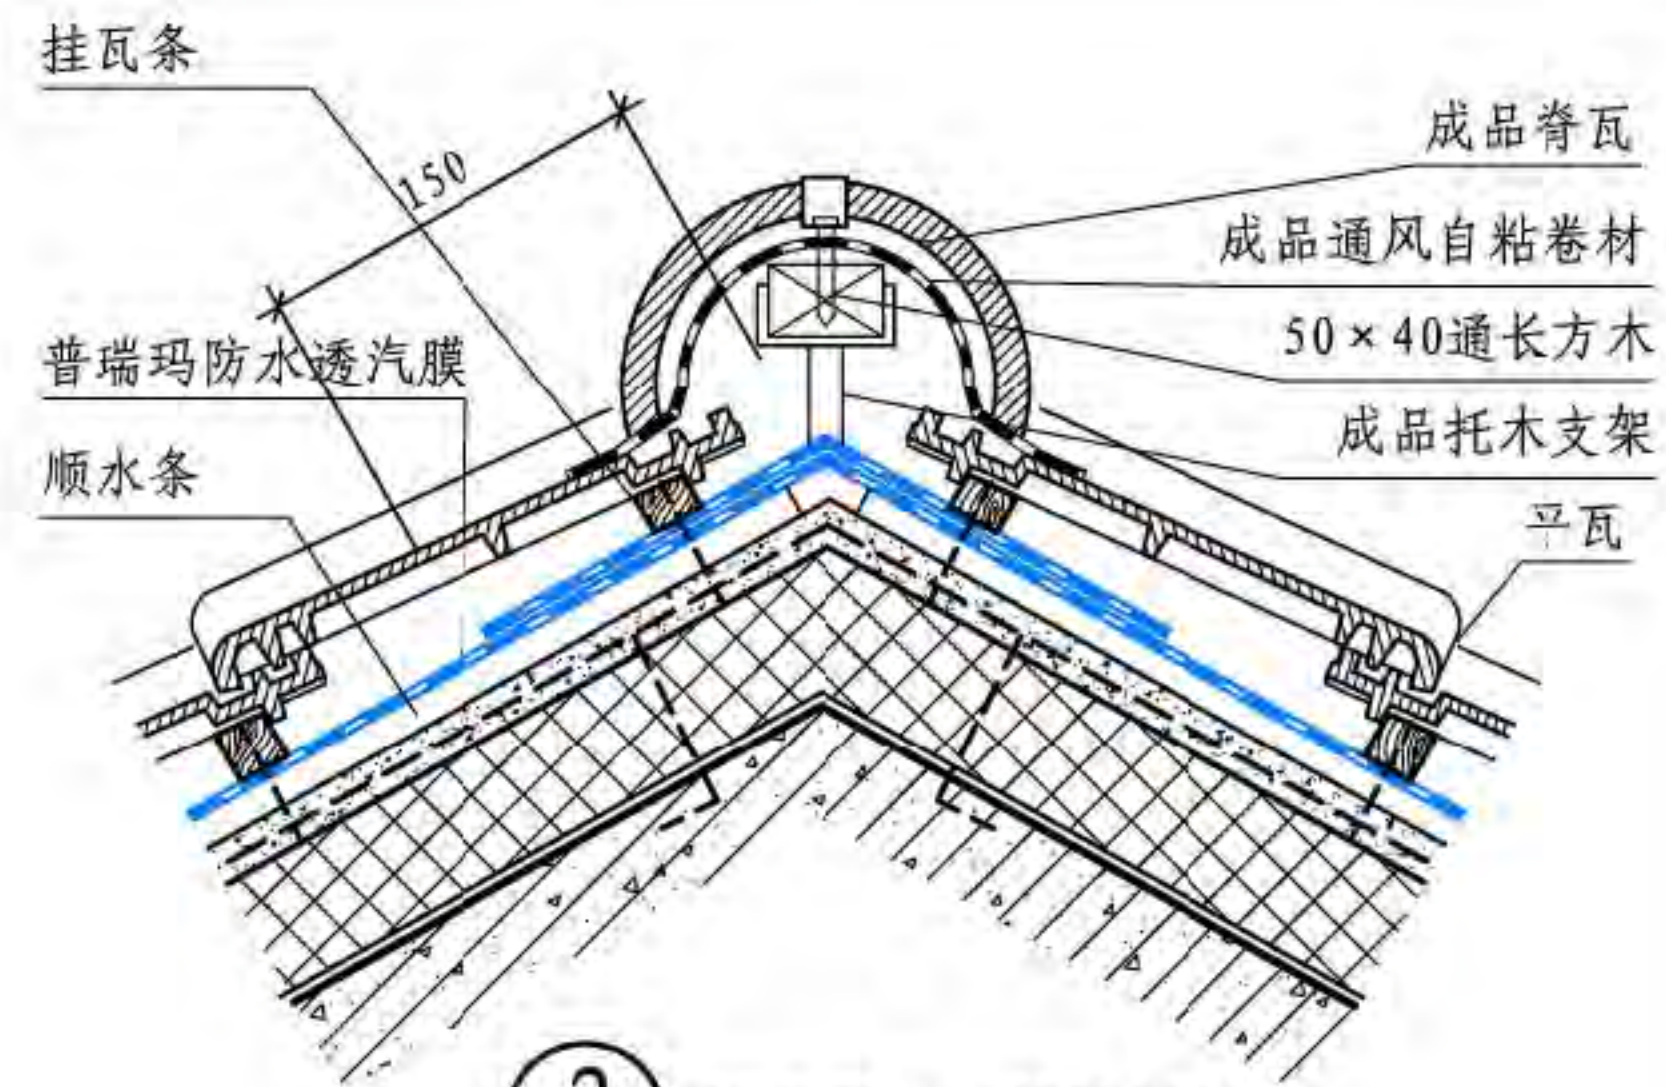 挂瓦条
150
普瑞玛防水透汽膜
顺水条
成品脊瓦
成品通风自粘卷材
50×40通长方木
成品托木支架
平瓦